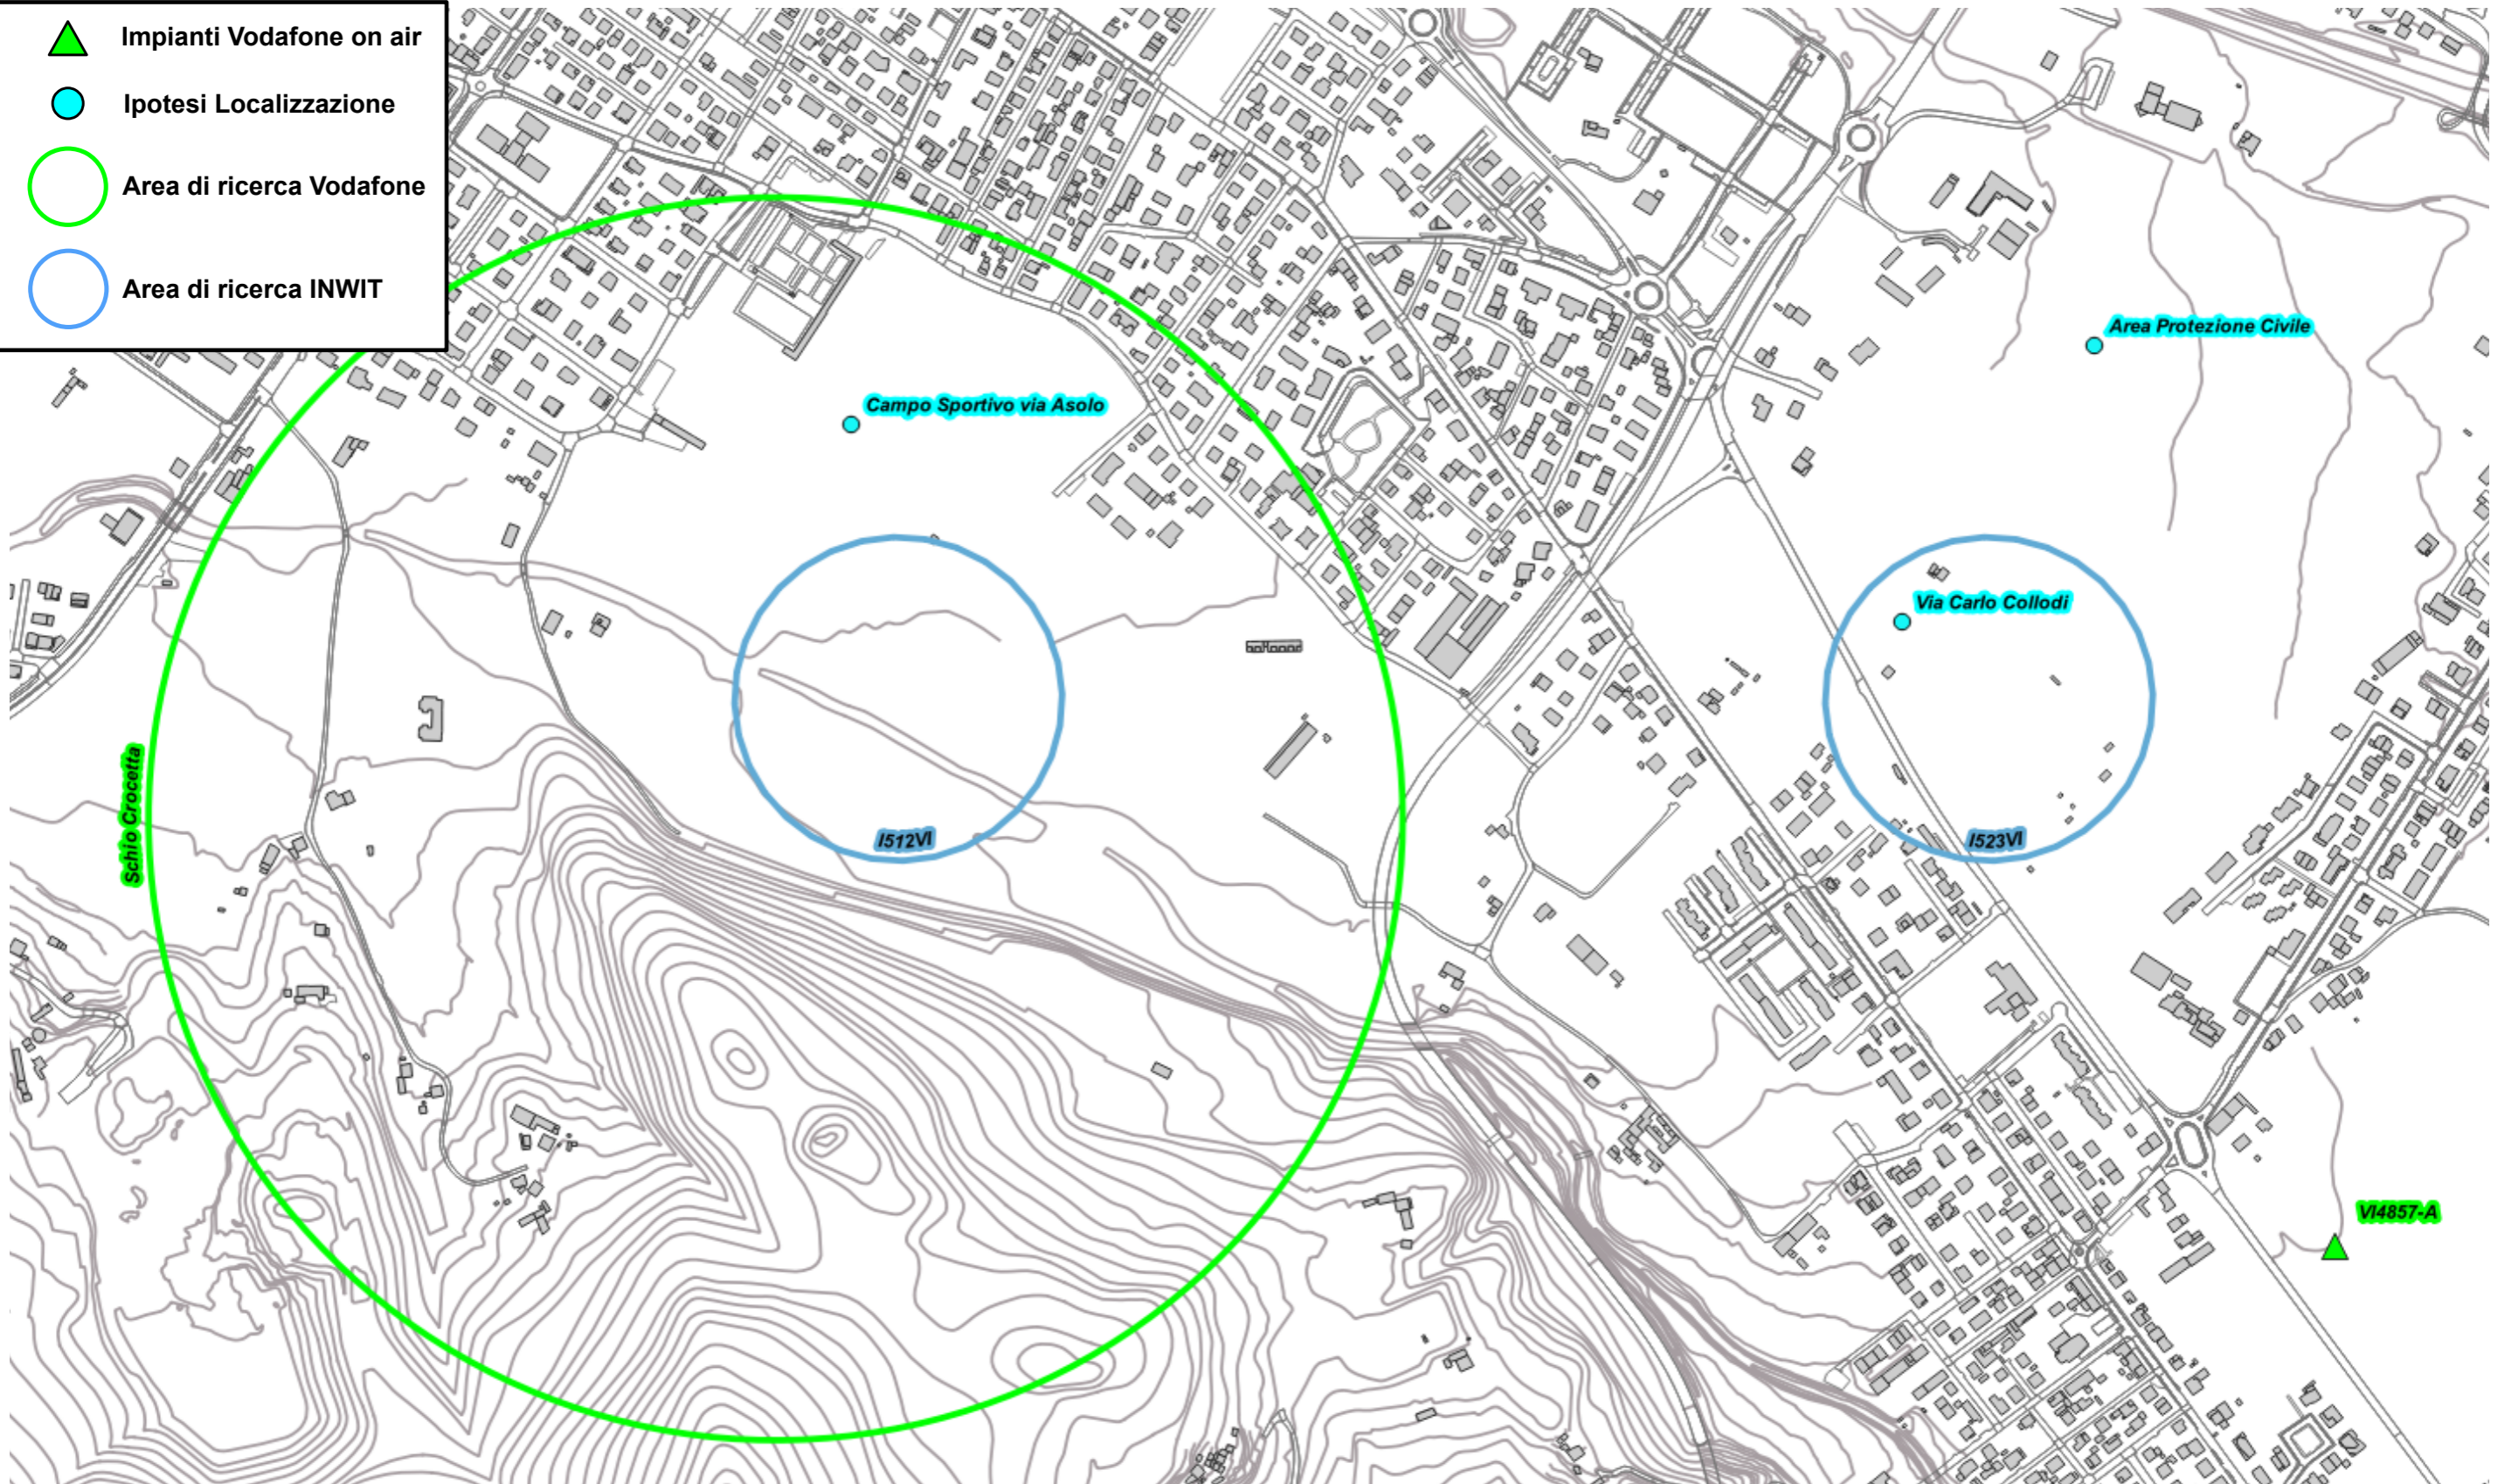 Impianti Vodafone on air
Ipotesi Localizzazione
Area di ricerca Vodafone
Area di ricerca INWIT
Area Protezione Civile
Campo Sportivo via Asolo
Via Carlo Collodi
Schio Crocetta
I512VI
I523VI
VI4857-A